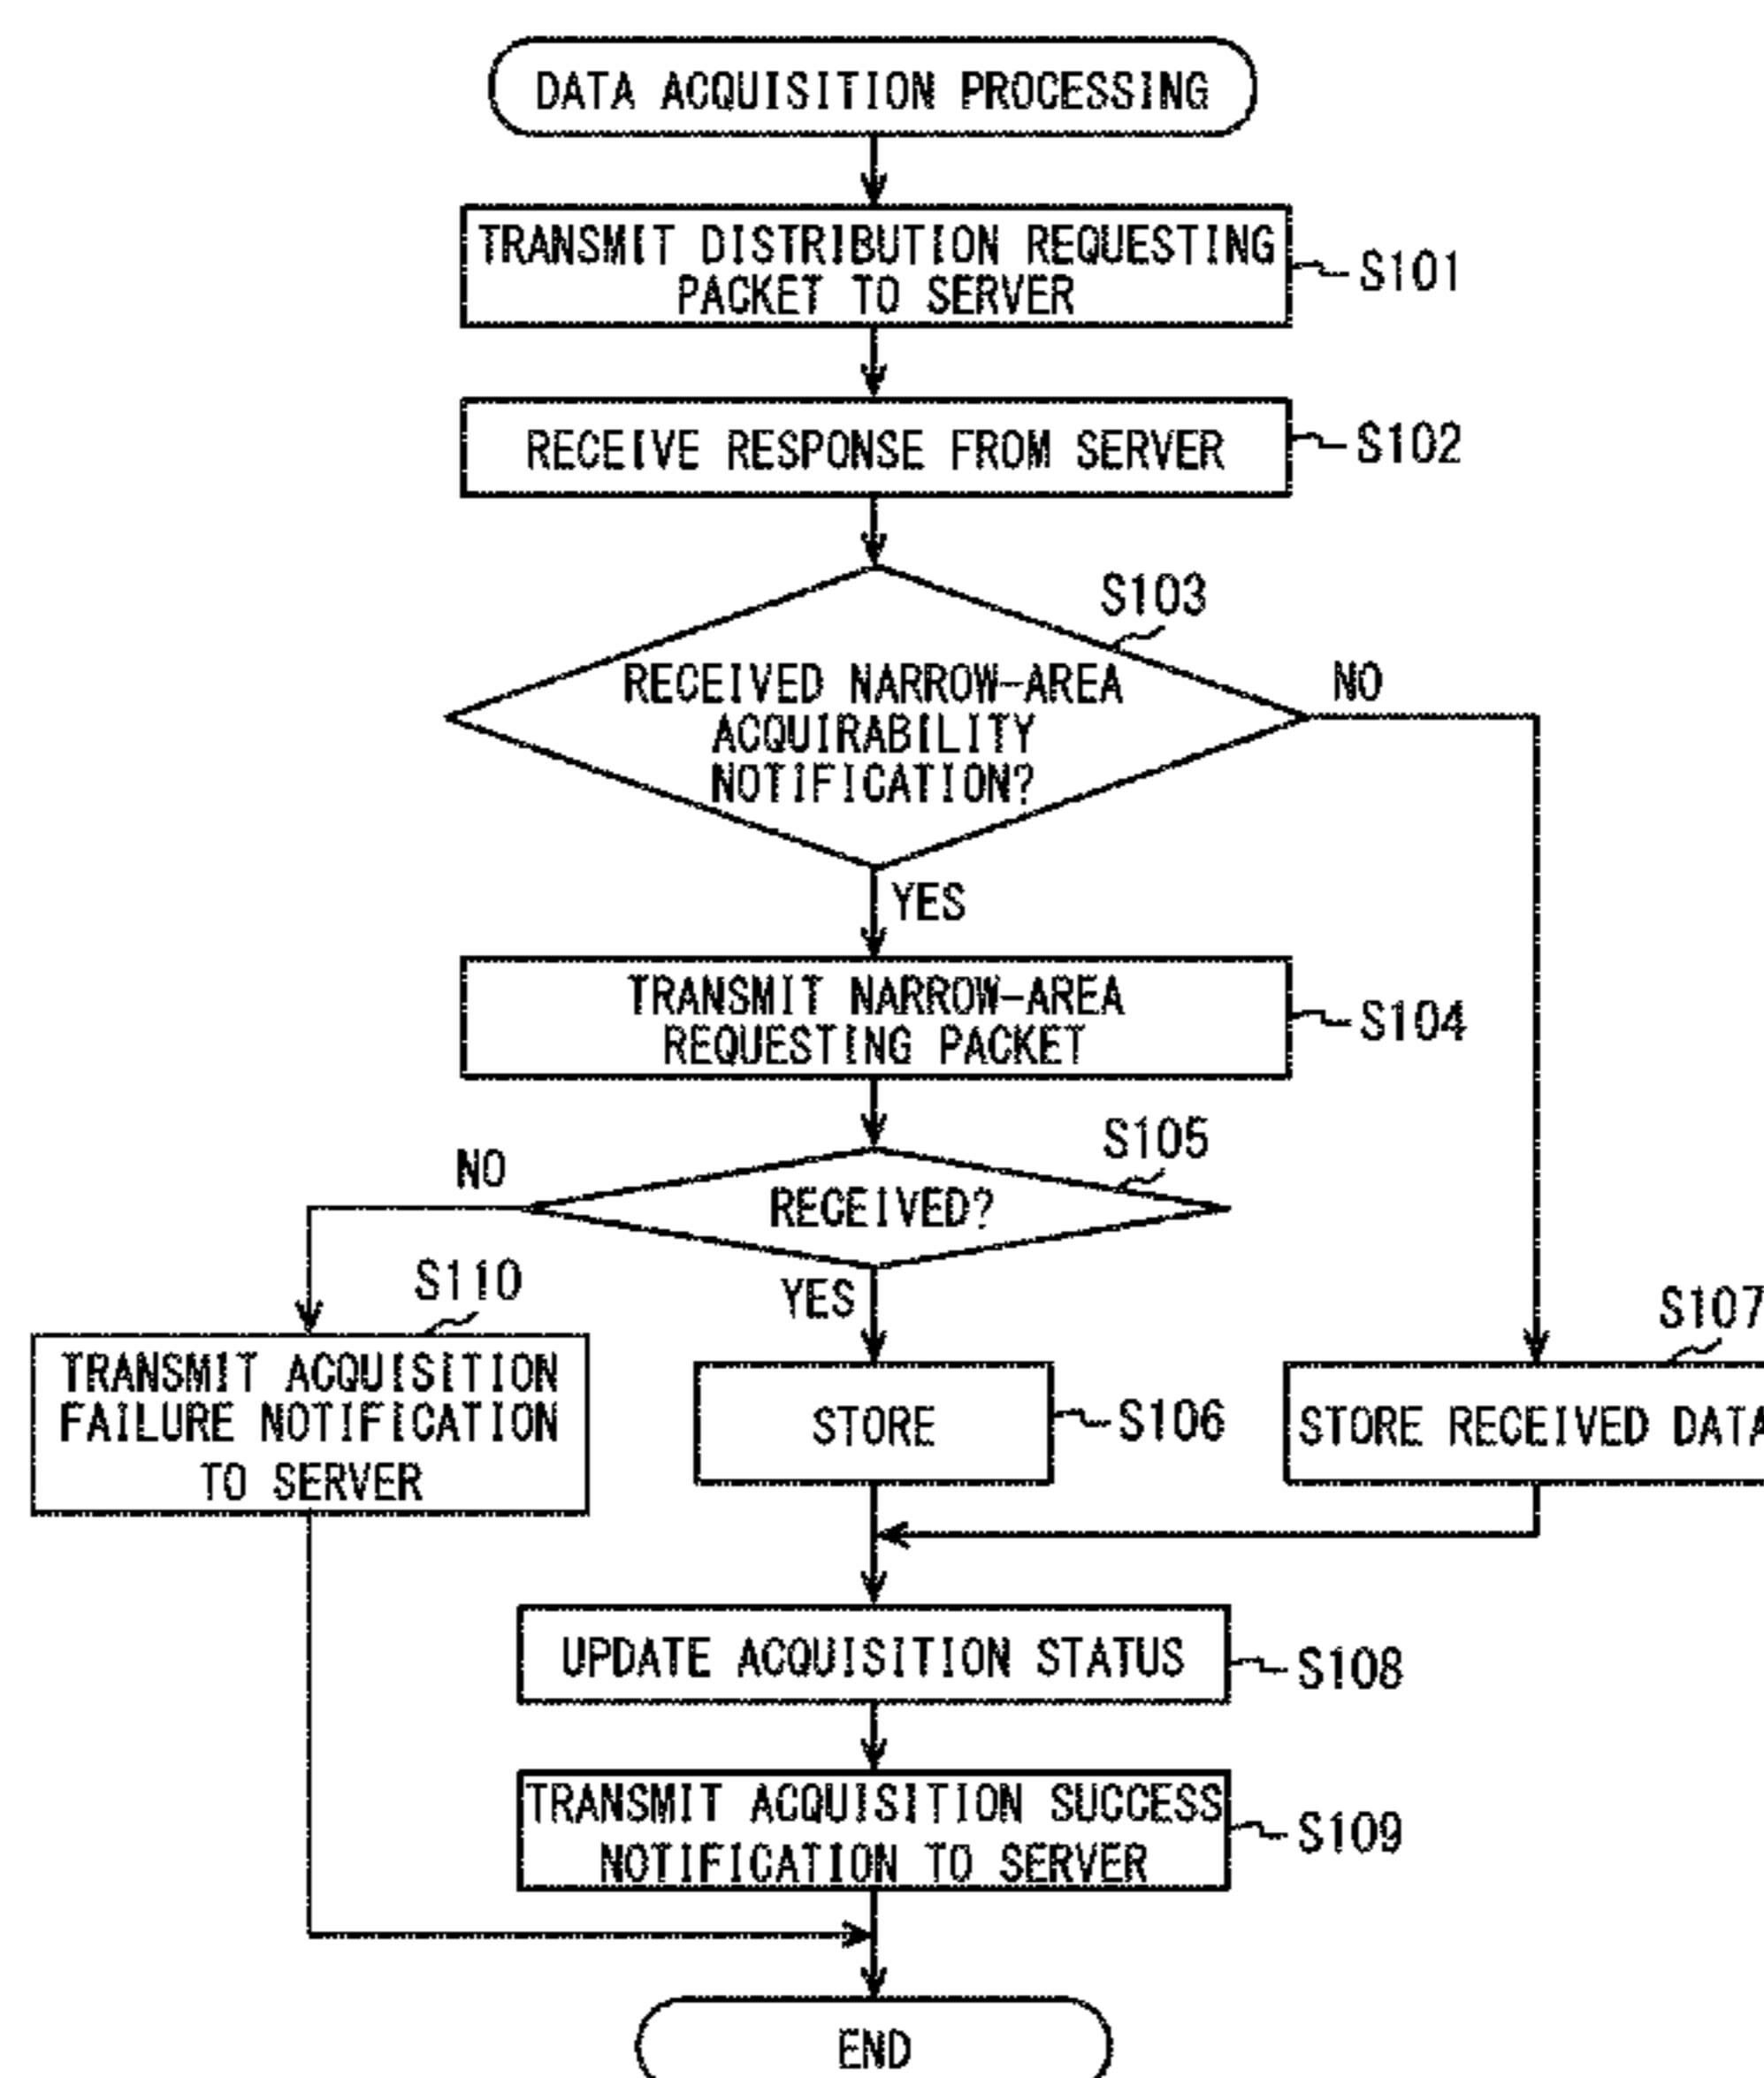 DATA ACQUISITION PROCESSING
TRANSMIT DISTRIBUTION REQUESTING
PACKET TO SERVER
S101
RECEIVE RESPONSE FROM SERVER
S102
S103
RECEIVED NARROW-AREA
ACQUIRABILITY
NOTIFICATION?
NO
YES
TRANSMIT NARROW-AREA
REQUESTING PACKET
S104
S105
NO
RECEIVED?
YES
S110
TRANSMIT ACQUISITION
FAILURE NOTIFICATION
TO SERVER
STORE
S106
S107
STORE RECEIVED DATA
UPDATE ACQUISITION STATUS
S108
TRANSMIT ACQUISITION SUCCESS
NOTIFICATION TO SERVER
S109
END